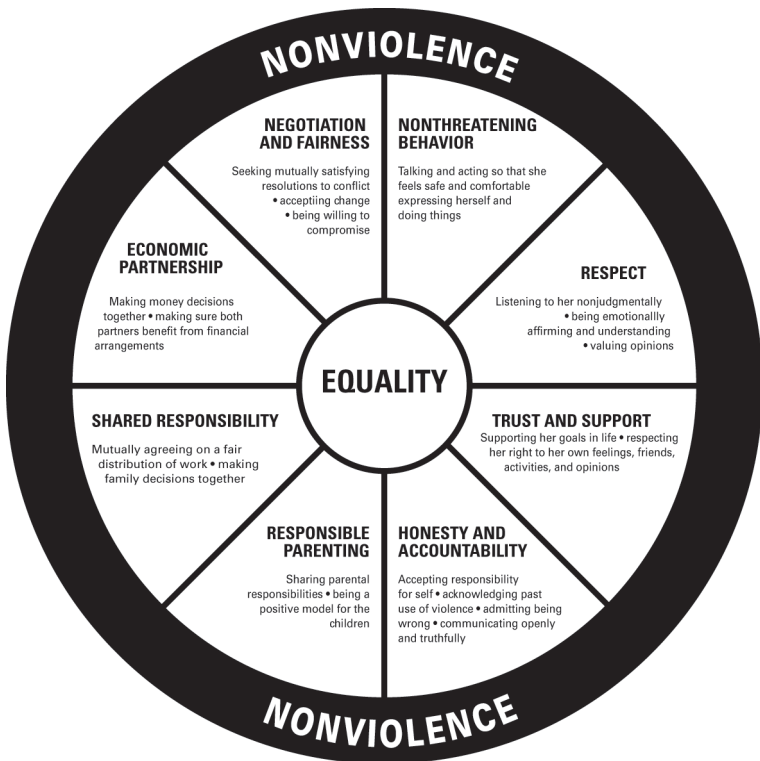 NONVIOLENCE
NEGOTIATION
AND FAIRNESS
Seeking mutually satisfying
resolutions to conflict
• acceptiing change
• being willing to
compromise
NONTHREATENING
BEHAVIOR
Talking and acting so that she
feels safe and comfortable
expressing herself and
doing things
ECONOMIC
PARTNERSHIP
Making money decisions
together • making sure both
partners benefit from financial
arrangements
RESPECT
Listening to her nonjudgmentally
• being emotionallly
affirming and understanding
• valuing opinions
EQUALITY
SHARED RESPONSIBILITY
Mutually agreeing on a fair
distribution of work • making
family decisions together
TRUST AND SUPPORT
Supporting her goals in life • respecting
her right to her own feelings, friends,
activities, and opinions
RESPONSIBLE
PARENTING
Sharing parental
responsibilities • being a
positive model for the
children
HONESTY AND
ACCOUNTABILITY
Accepting responsibility
for self • acknowledging past
use of violence • admitting being
wrong • communicating openly
and truthfully
NONVIOLENCE